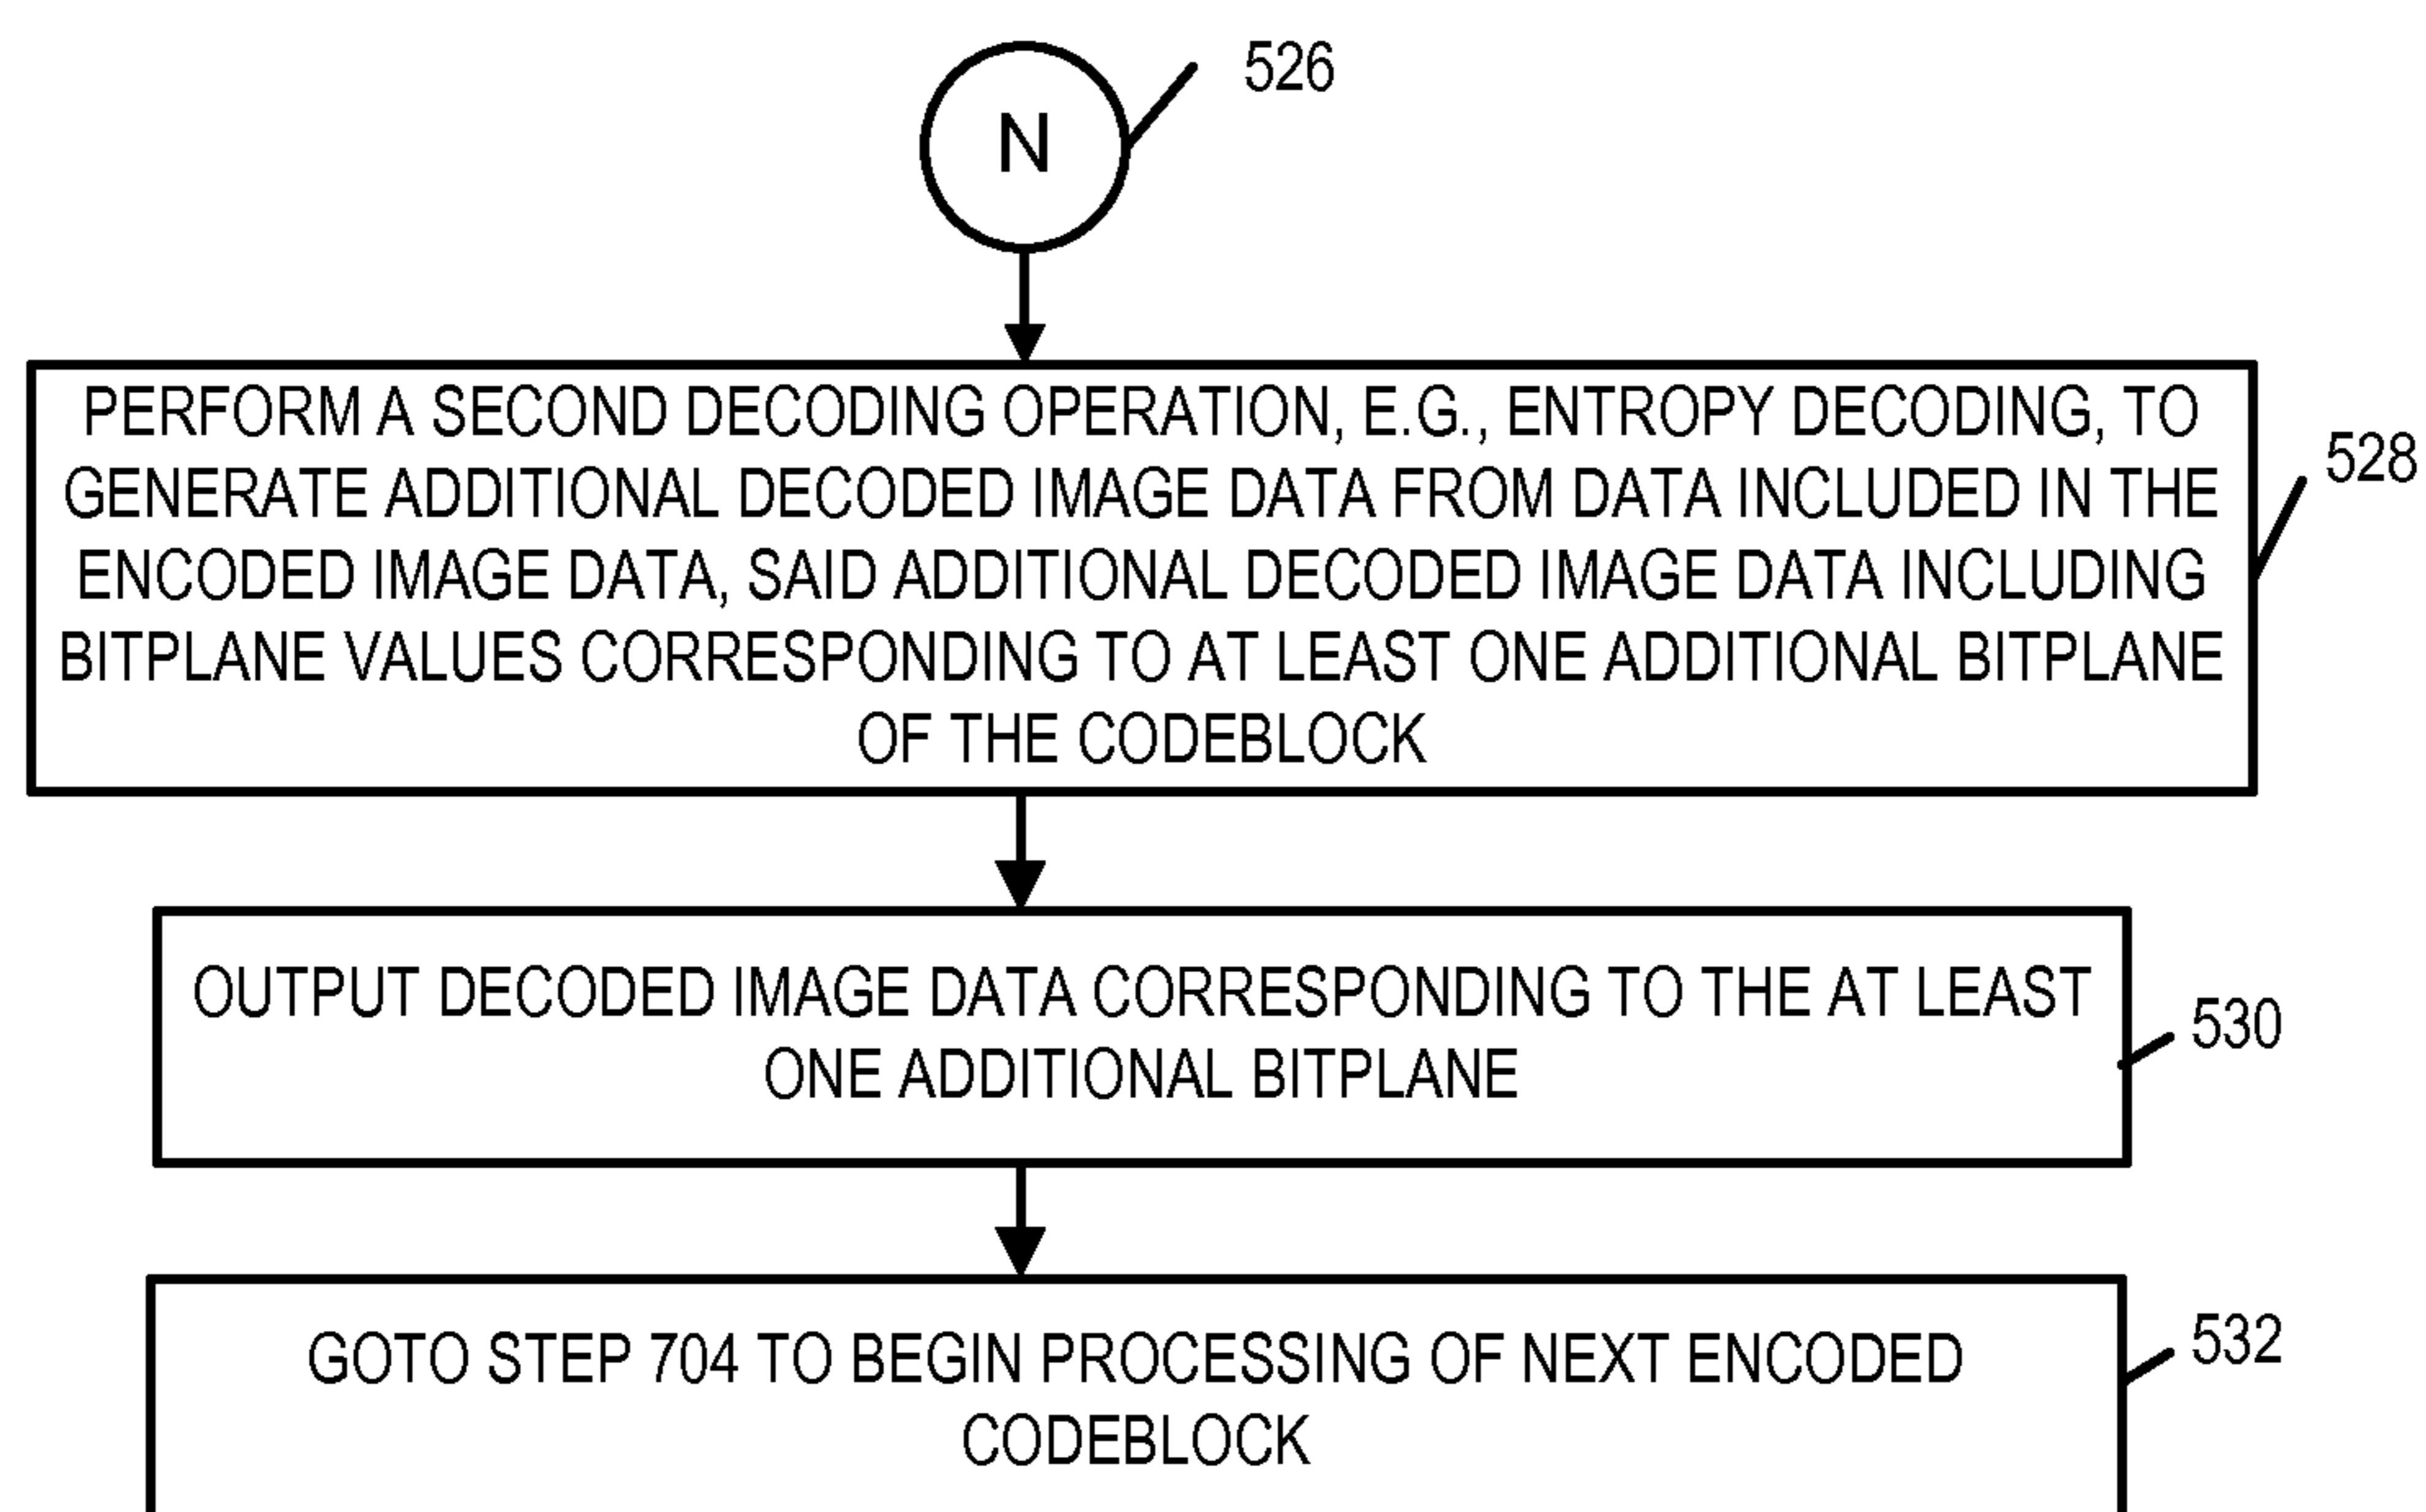 526
N
PERFORM A SECOND DECODING OPERATION, E.G., ENTROPY DECODING, TO
GENERATE ADDITIONAL DECODED IMAGE DATA FROM DATA INCLUDED IN THE
ENCODED IMAGE DATA, SAID ADDITIONAL DECODED IMAGE DATA INCLUDING
BITPLANE VALUES CORRESPONDING TO AT LEAST ONE ADDITIONAL BITPLANE
OF THE CODEBLOCK
528
OUTPUT DECODED IMAGE DATA CORRESPONDING TO THE AT LEAST
ONE ADDITIONAL BITPLANE
530
GOTO STEP 704 TO BEGIN PROCESSING OF NEXT ENCODED
CODEBLOCK
532